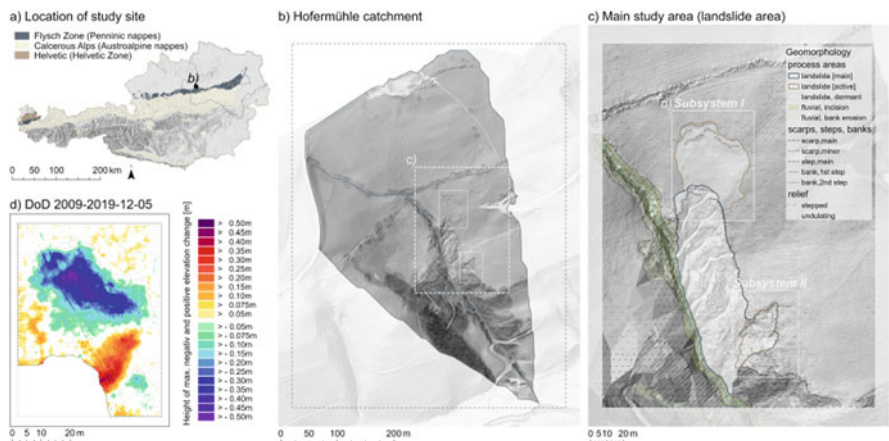 a) Location of study site
Flysch Zone (Penninic nappes)
Calcerous Alps (Austroalpine nappes)
Helvetic (Helvetic Zone)
b)
0 50 100 200 km
d) DoD 2009-2019-12-05
Height of max. negativ and positive elevation change [m]
> 0.50m
> 0.45m
> 0.40m
> 0.35m
> 0.30m
> 0.25m
> 0.20m
> 0.15m
> 0.10m
> 0.075m
> 0.05m
> - 0.05m
> - 0.075m
> - 0.10m
> - 0.15m
> - 0.20m
> - 0.25m
> - 0.30m
> - 0.35m
> - 0.40m
> - 0.45m
> - 0.50m
0 5 10 20 m
b) Hofermühle catchment
c)
0 50 100 200 m
c) Main study area (landslide area)
Geomorphology
process areas
landslide [main]
landslide [active]
landslide, dormant
fluvial, incision
fluvial, bank erosion
scarps, steps, banks
scarp,main
scarp,minor
step,main
bank,1st step
bank,2nd step
relief
stepped
undulating
d) Subsystem I
Subsystem II
0 5 10 20 m